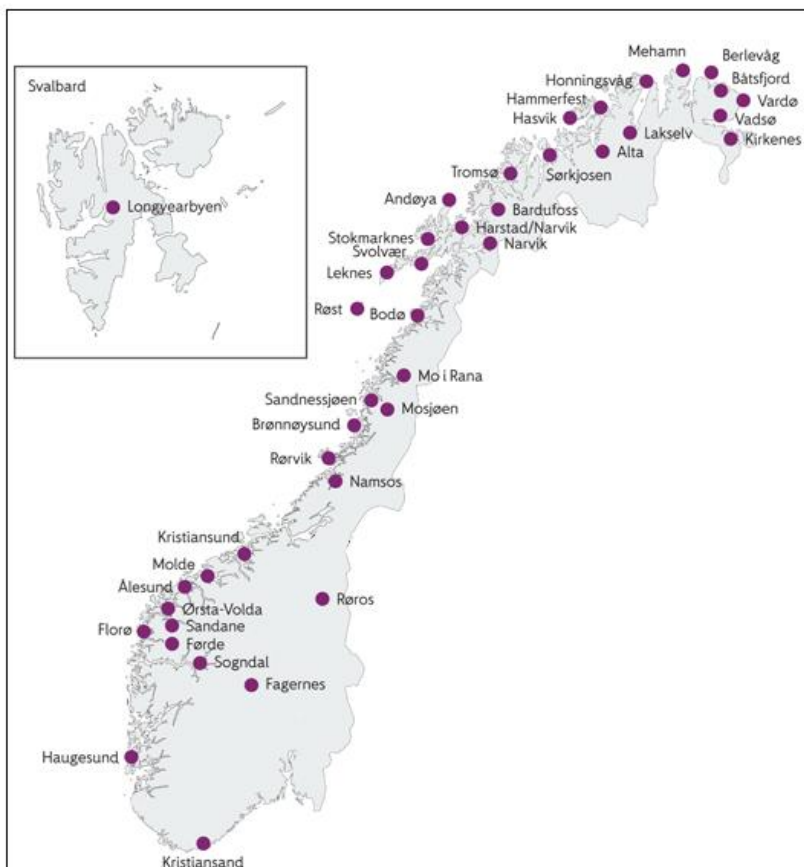 Svalbard
Longyearbyen
Mehamn
Berlevåg
Båtsfjord
Honningsvåg
Vardø
Hammerfest
Vadsø
Hasvik
Lakselv
Kirkenes
Alta
Tromsø
Sørkjosen
Andøya
Bardufoss
Harstad/Narvik
Stokmarknes
Narvik
Svolvær
Leknes
Røst
Bodø
Mo i Rana
Sandnessjøen
Mosjøen
Brønnøysund
Rørvik
Namsos
Kristiansund
Molde
Ålesund
Røros
Ørsta-Volda
Sandane
Florø
Førde
Sogndal
Fagernes
Haugesund
Kristiansand